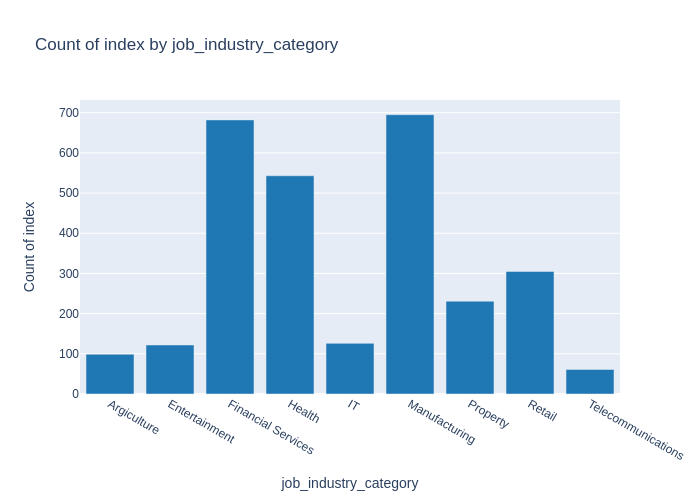 Count of index by job_industry_category
Count of index
700
600
500
400
300
200
100
0
Argiculture
Entertainment
Financial Services
Health
IT
Manufacturing
Property
Retail
Telecommunications
job_industry_category